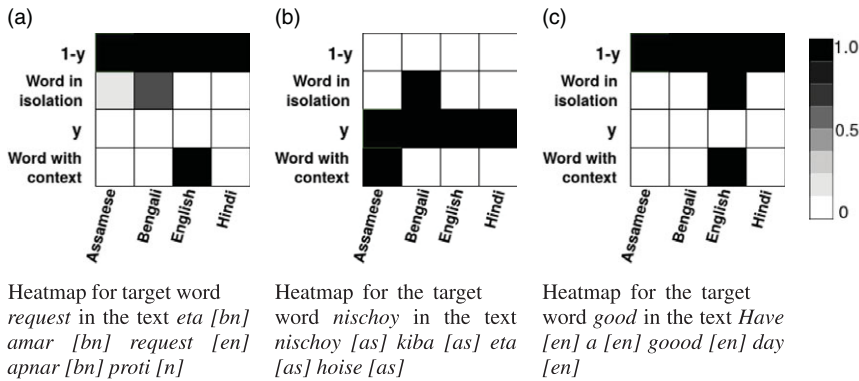 (a)
1-y
Word in
isolation
y
Word with
context
Assamese
Bengali
English
Hindi
Heatmap for target word
request in the text eta [bn]
amar [bn] request [en]
apnar [bn] proti [n]
(b)
1-y
Word in
isolation
y
Word with
context
Assamese
Bengali
English
Hindi
Heatmap for the target
word nischoy in the text
nischoy [as] kiba [as] eta
[as] hoise [as]
(c)
1-y
Word in
isolation
y
Word with
context
Assamese
Bengali
English
Hindi
1.0
0.5
0
Heatmap for the target
word good in the text Have
[en] a [en] goood [en] day
[en]